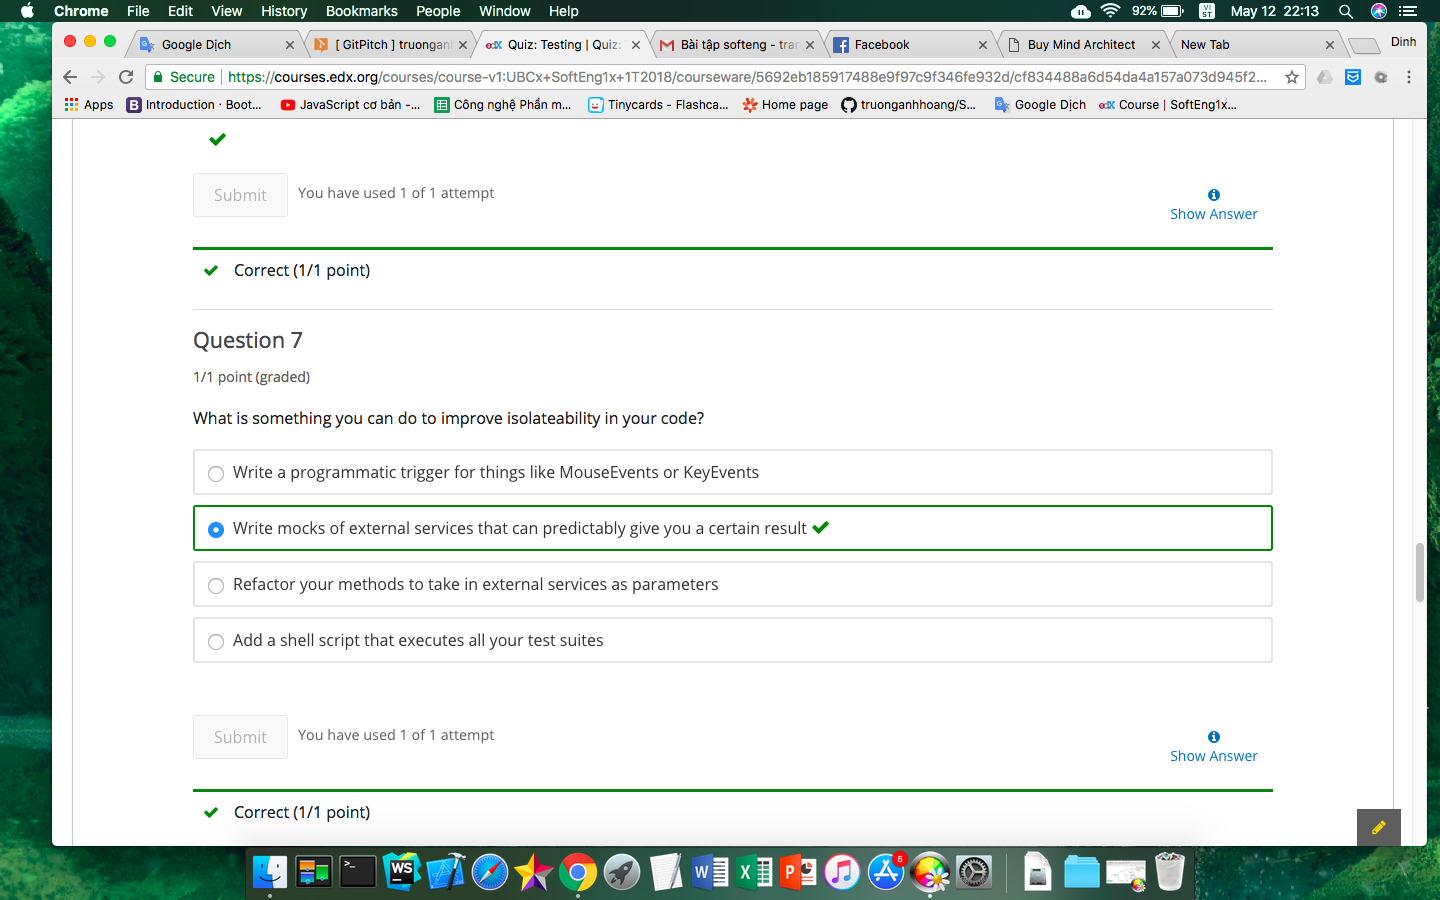 Chrome File Edit View History Bookmarks People Window Help 92% VI ST May 12 22:13
Google Dịch [ GitPitch ] truongan edX Quiz: Testing | Quiz: Bài tập softeng - tran Facebook Buy Mind Architect New Tab Dinh
Secure https://courses.edx.org/courses/course-v1:UBCx+SoftEng1x+1T2018/courseware/5692eb185917488e9f97c9f346fe932d/cf834488a6d54da4a157a073d945f2...
Apps B Introduction · Boot... JavaScript cơ bản -... Công nghệ Phần m... Tinycards - Flashca... Home page truonganhhoang/S... Google Dịch edX Course | SoftEng1x...
Submit You have used 1 of 1 attempt
Show Answer
Correct (1/1 point)
Question 7
1/1 point (graded)
What is something you can do to improve isolateability in your code?
Write a programmatic trigger for things like MouseEvents or KeyEvents
Write mocks of external services that can predictably give you a certain result
Refactor your methods to take in external services as parameters
Add a shell script that executes all your test suites
Submit You have used 1 of 1 attempt
Show Answer
Correct (1/1 point)
>_ WS W X P 5